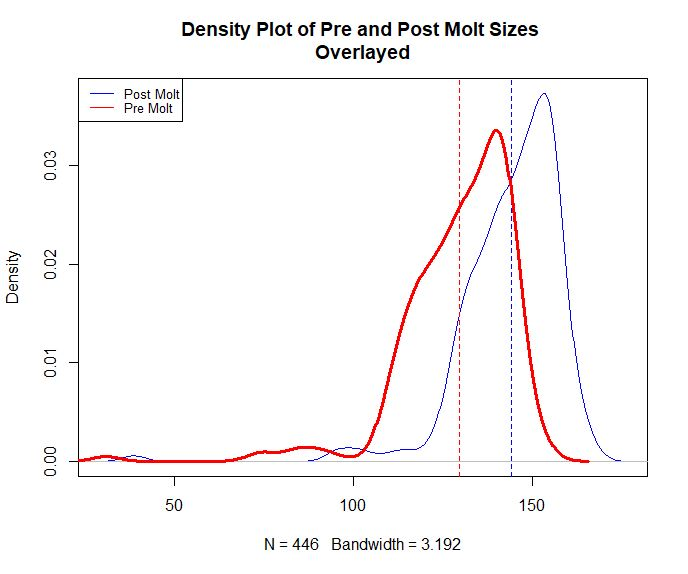 Density Plot of Pre and Post Molt Sizes
Overlayed
Post Molt
Pre Molt
Density
0.00
0.01
0.02
0.03
50
100
150
N = 446 Bandwidth = 3.192